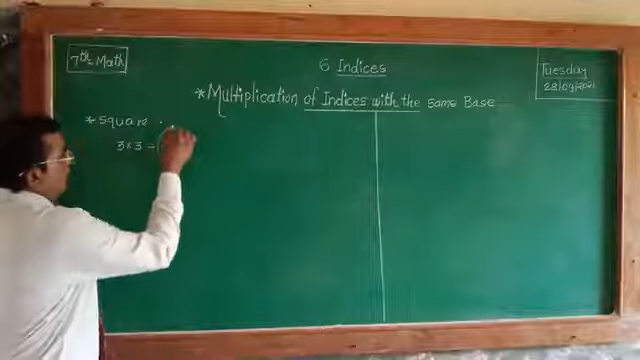 7th Math
6 Indices
Tuesday
28/09/2021
*Multiplication of Indices with the same Base
* Square
3×3 =